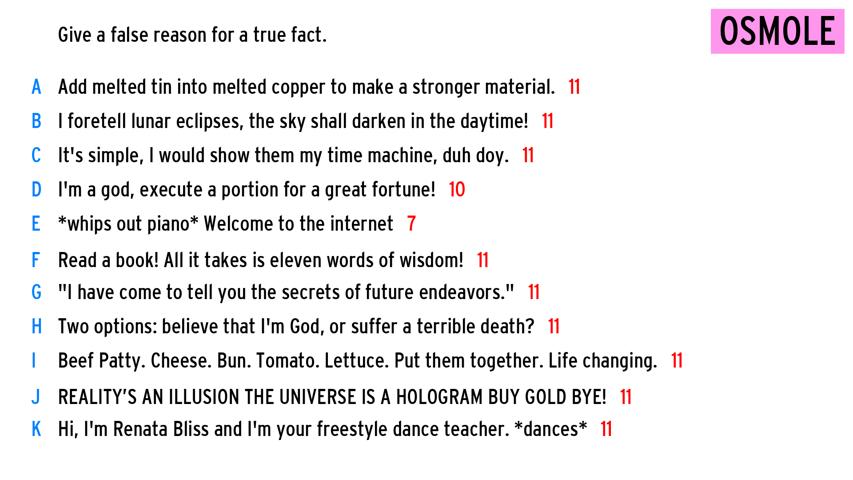 Give a false reason for a true fact.
OSMOLE
A Add melted tin into melted copper to make a stronger material. 11
B I foretell lunar eclipses, the sky shall darken in the daytime! 11
C It's simple, I would show them my time machine, duh doy. 11
D I'm a god, execute a portion for a great fortune! 10
E *whips out piano* Welcome to the internet 7
F Read a book! All it takes is eleven words of wisdom! 11
G "I have come to tell you the secrets of future endeavors." 11
H Two options: believe that I'm God, or suffer a terrible death? 11
I Beef Patty. Cheese. Bun. Tomato. Lettuce. Put them together. Life changing. 11
J REALITY'S AN ILLUSION THE UNIVERSE IS A HOLOGRAM BUY GOLD BYE! 11
K Hi, I'm Renata Bliss and I'm your freestyle dance teacher. *dances* 11